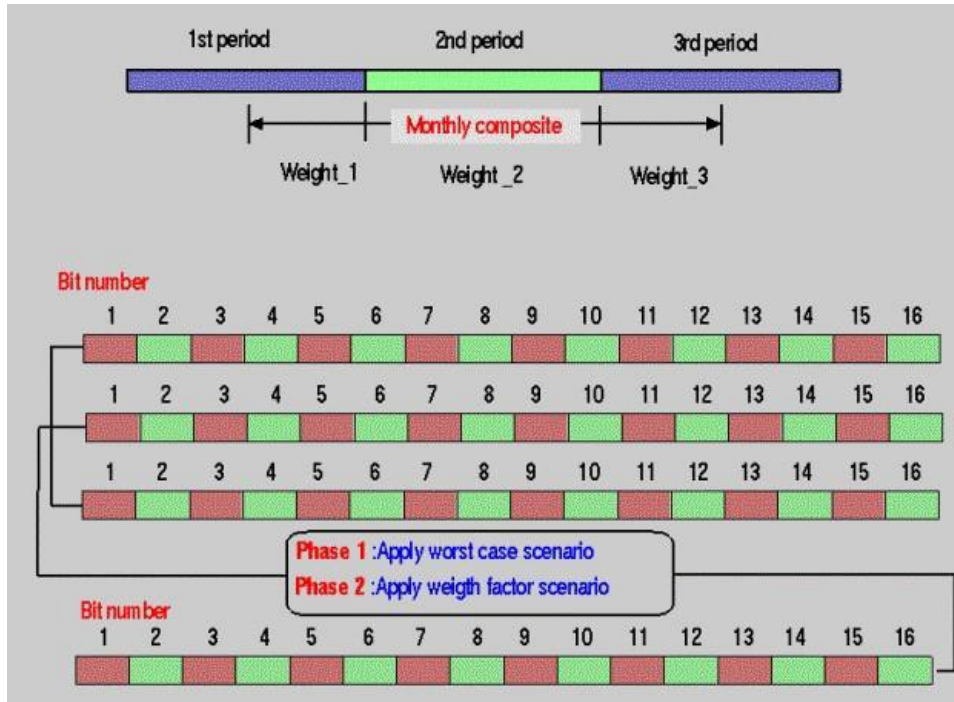 1st period 2nd period 3rd period
Monthly composite
Weight_1 Weight _2 Weight_3
Bit number
1 2 3 4 5 6 7 8 9 10 11 12 13 14 15 16
1 2 3 4 5 6 7 8 9 10 11 12 13 14 15 16
1 2 3 4 5 6 7 8 9 10 11 12 13 14 15 16
Phase 1 :Apply worst case scenario
Phase 2 :Apply weigth factor scenario
Bit number
1 2 3 4 5 6 7 8 9 10 11 12 13 14 15 16